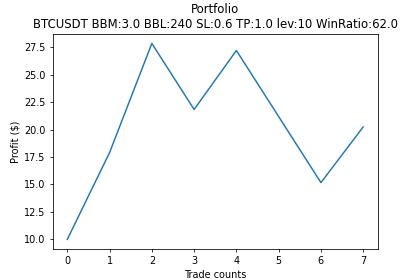 Portfolio
BTCUSDT BBM:3.0 BBL:240 SL:0.6 TP:1.0 lev:10 WinRatio:62.0
27.5
25.0
22.5
20.0
17.5
15.0
12.5
10.0
Profit ($)
0 1 2 3 4 5 6 7
Trade counts